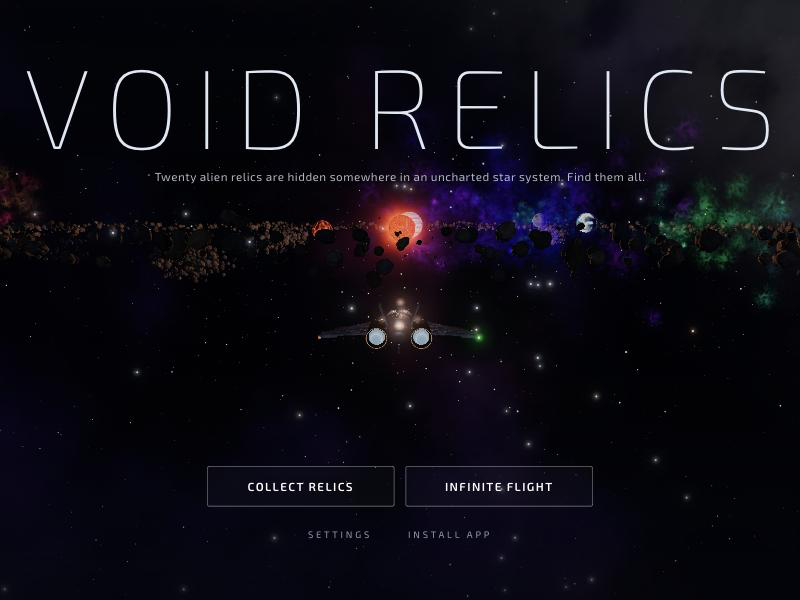 VOID RELICS
Twenty alien relics are hidden somewhere in an uncharted star system. Find them all.
COLLECT RELICS
INFINITE FLIGHT
SETTINGS
INSTALL APP